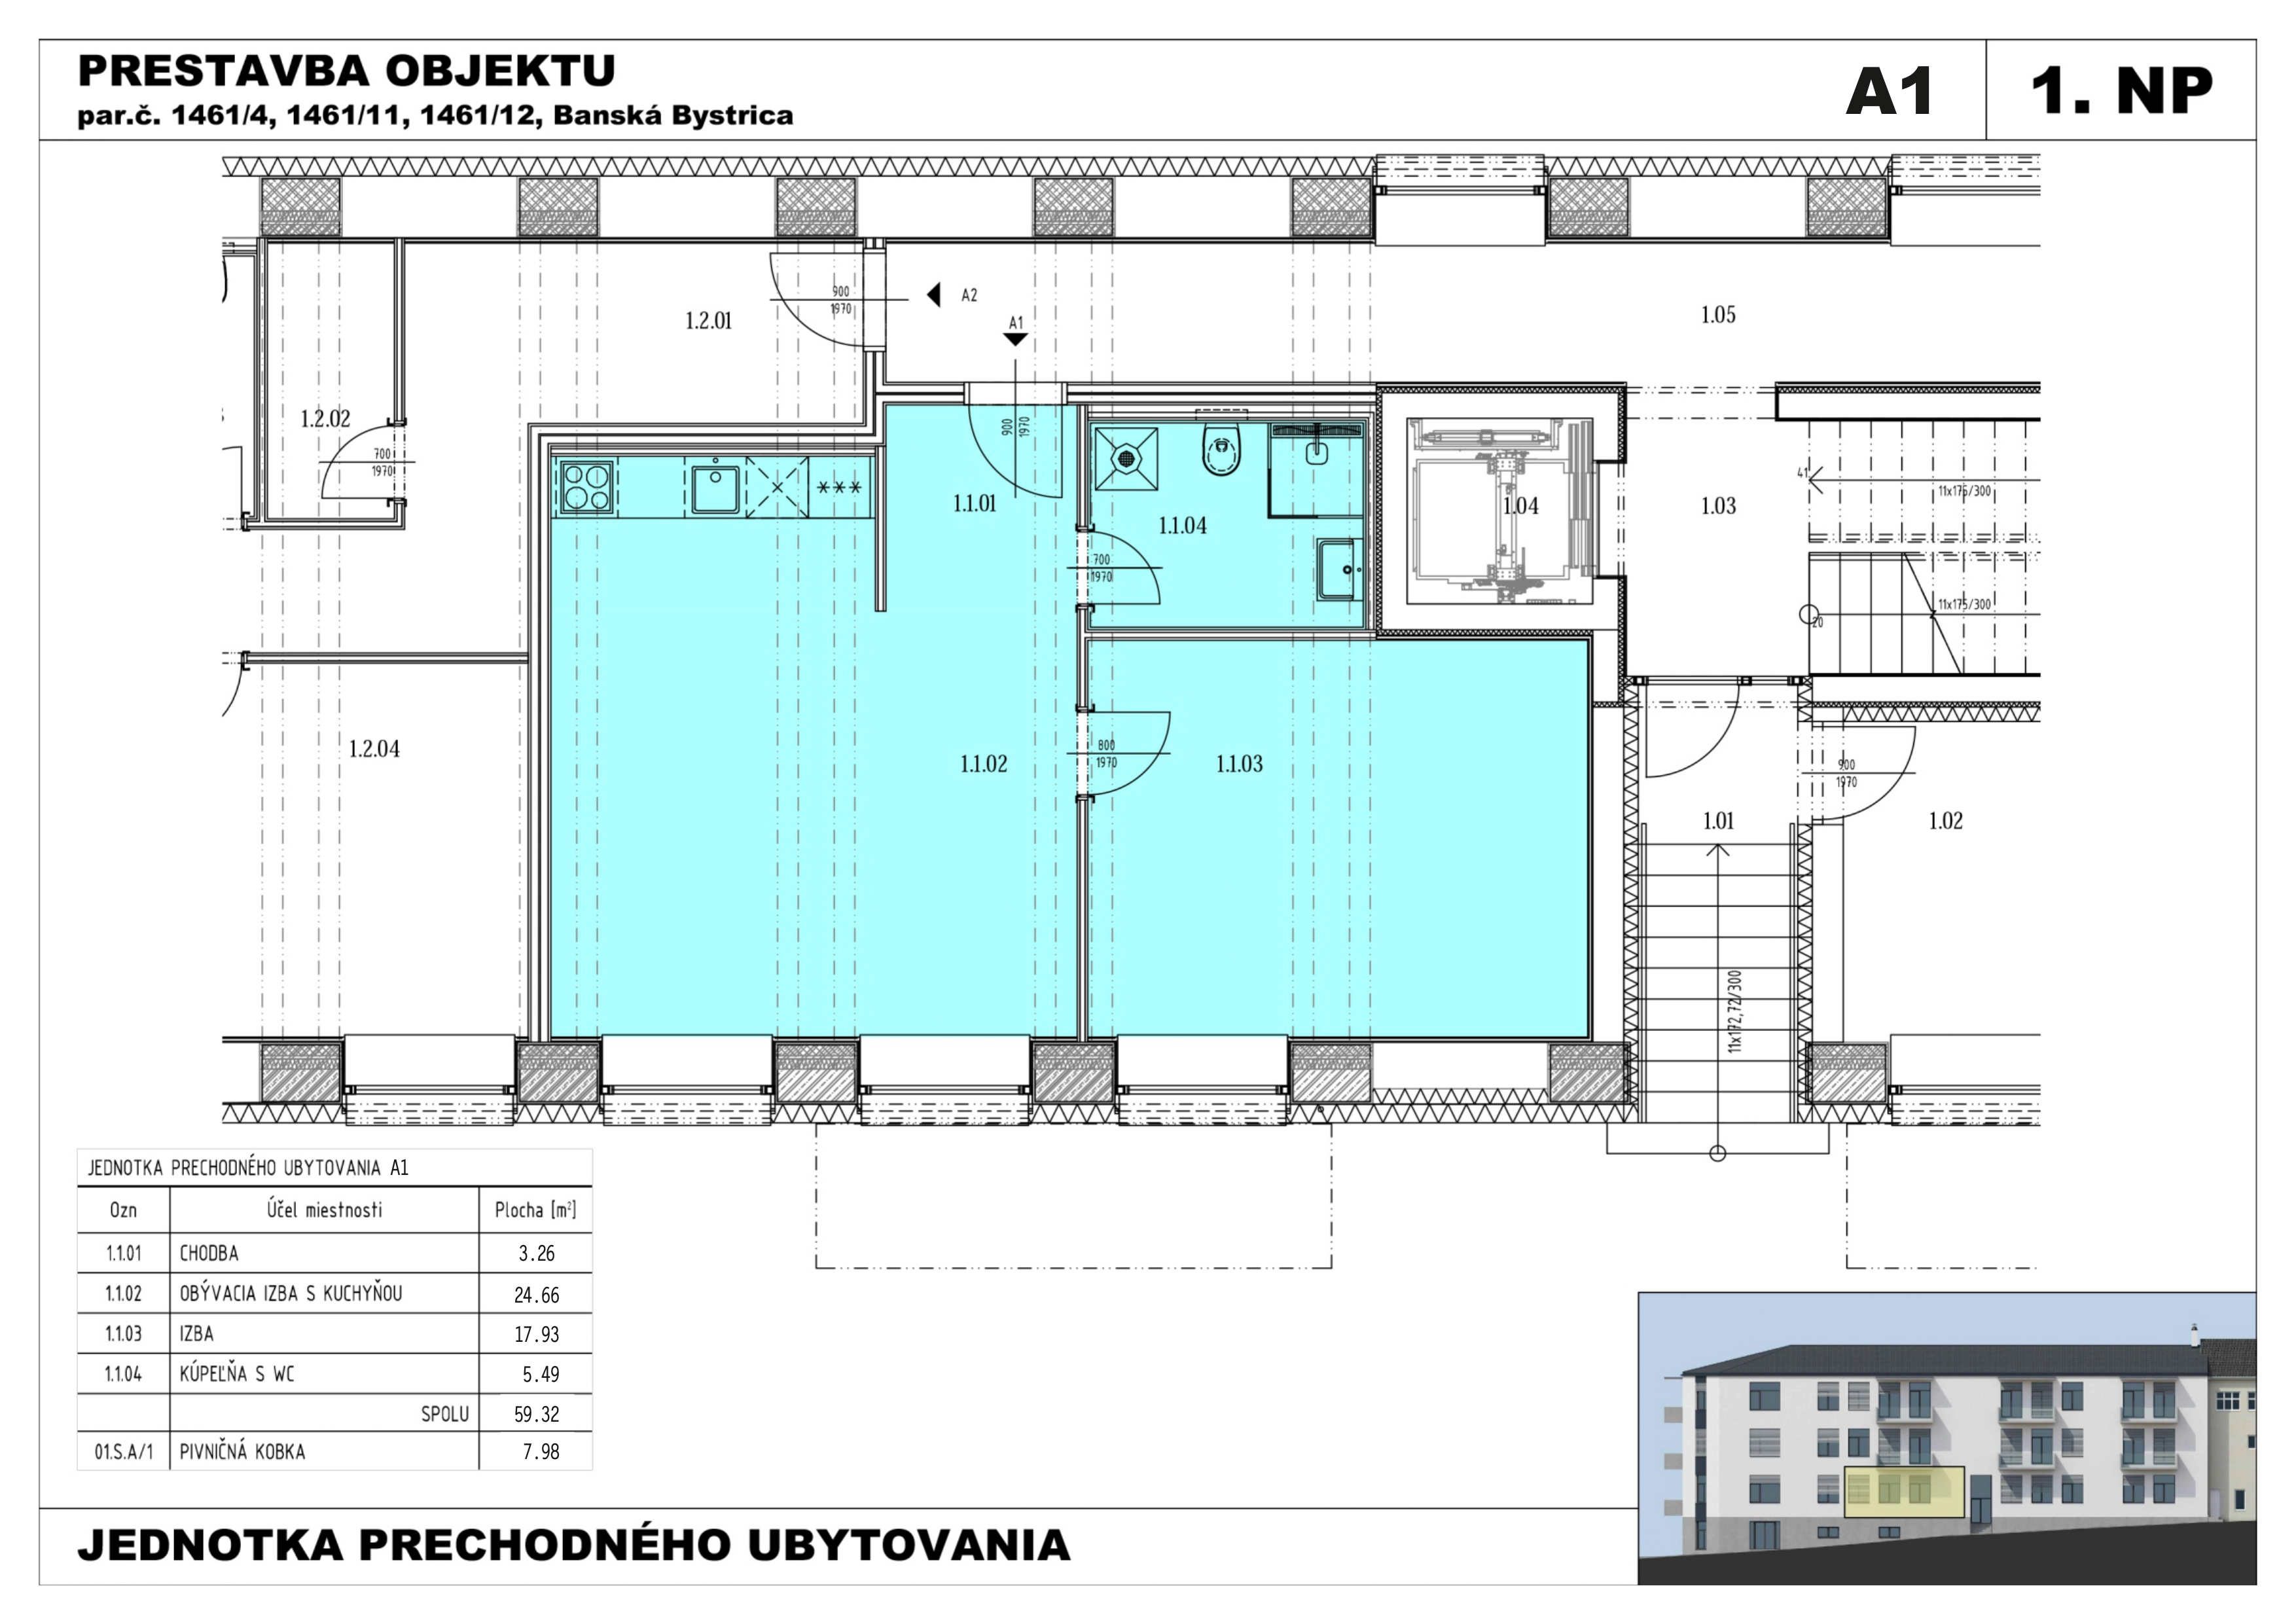 PRESTAVBA OBJEKTU
par.č. 1461/4, 1461/11, 1461/12, Banská Bystrica
A1
1. NP
900
1970
A2
A1
1.2.01
1.05
1.2.02
700
1970
900
1970
1.1.01
1.1.04
1.04
1.03
41
11x175/300
***
700
1970
11x175/300
20
1.2.04
1.1.02
800
1970
1.1.03
900
1970
1.01
1.02
11x172,72/300
JEDNOTKA PRECHODNÉHO UBYTOVANIA A1
Ozn Účel miestnosti Plocha [m²]
1.1.01 CHODBA 3.26
1.1.02 OBÝVACIA IZBA S KUCHYŇOU 24.66
1.1.03 IZBA 17.93
1.1.04 KÚPEĽŇA S WC 5.49
SPOLU 59.32
01.S.A/1 PIVNIČNÁ KOBKA 7.98
JEDNOTKA PRECHODNÉHO UBYTOVANIA